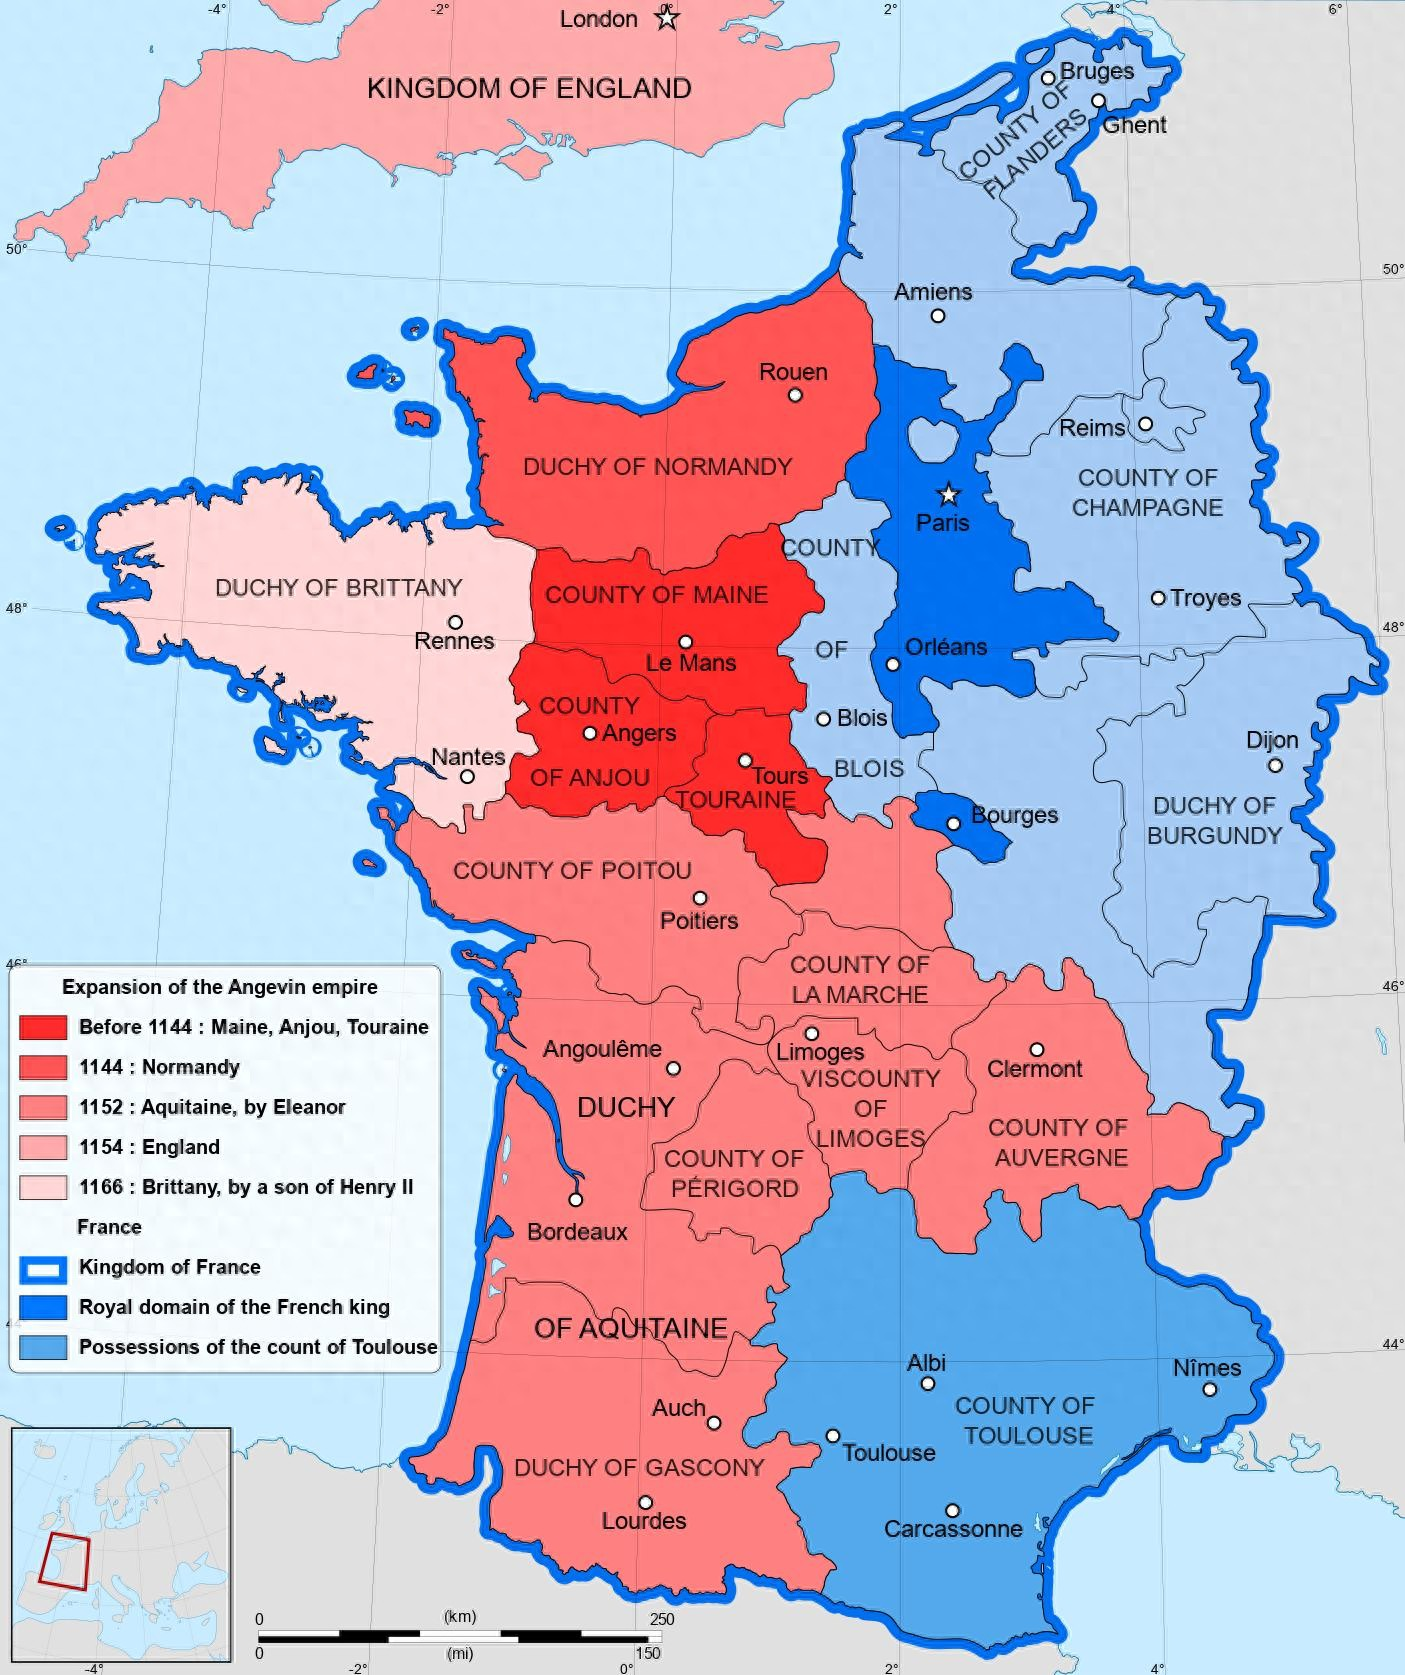 -4°
-2°
0°
2°
4°
6°
London
KINGDOM OF ENGLAND
Bruges
Ghent
COUNTY OF
FLANDERS
50°
50°
Amiens
Rouen
DUCHY OF NORMANDY
Reims
COUNTY OF
CHAMPAGNE
Paris
COUNTY
OF
BLOIS
DUCHY OF BRITTANY
Rennes
COUNTY OF MAINE
Le Mans
48°
48°
Troyes
Orléans
COUNTY
OF ANJOU
Angers
Blois
Nantes
Tours
TOURAINE
Dijon
Bourges
DUCHY OF
BURGUNDY
COUNTY OF POITOU
Poitiers
46°
46°
COUNTY OF
LA MARCHE
Expansion of the Angevin empire
Before 1144 : Maine, Anjou, Touraine
1144 : Normandy
1152 : Aquitaine, by Eleanor
1154 : England
1166 : Brittany, by a son of Henry II
France
Kingdom of France
Royal domain of the French king
Possessions of the count of Toulouse
Angoulême
Limoges
Clermont
VISCOUNTY
OF
LIMOGES
DUCHY
OF AQUITAINE
COUNTY OF
AUVERGNE
COUNTY OF
PÉRIGORD
Bordeaux
44°
44°
Albi
Nîmes
COUNTY OF
TOULOUSE
Auch
Toulouse
DUCHY OF GASCONY
Lourdes
Carcassonne
0
(km)
250
0
(mi)
150
-4°
-2°
0°
2°
4°